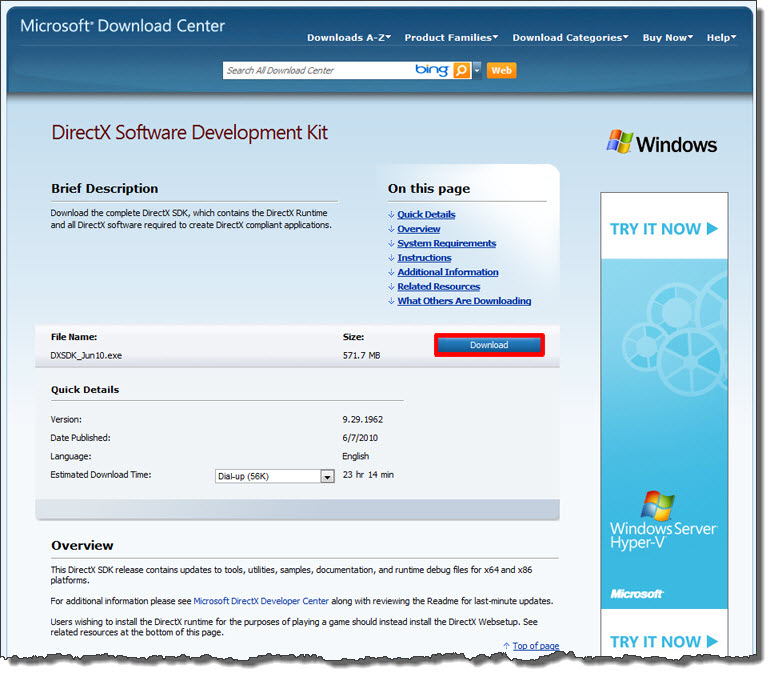 Microsoft® Download Center
Downloads A-Z
Product Families
Download Categories
Buy Now
Help
Search All Download Center
bing
Web
DirectX Software Development Kit
Windows
Brief Description
Download the complete DirectX SDK, which contains the DirectX Runtime
and all DirectX software required to create DirectX compliant applications.
On this page
Quick Details
Overview
System Requirements
Instructions
Additional Information
Related Resources
What Others Are Downloading
File Name:
Size:
DXSDK_Jun10.exe
571.7 MB
Download
Quick Details
Version:
9.29.1962
Date Published:
6/7/2010
Language:
English
Estimated Download Time:
Dial-up (56K)
23 hr 14 min
Overview
This DirectX SDK release contains updates to tools, utilities, samples, documentation, and runtime debug files for x64 and x86
platforms.
For additional information please see Microsoft DirectX Developer Center along with reviewing the Readme for last-minute updates.
Users wishing to install the DirectX runtime for the purposes of playing a game should instead install the DirectX Websetup. See
related resources at the bottom of this page.
Top of page
TRY IT NOW
Windows Server
Hyper-V
Microsoft
TRY IT NOW